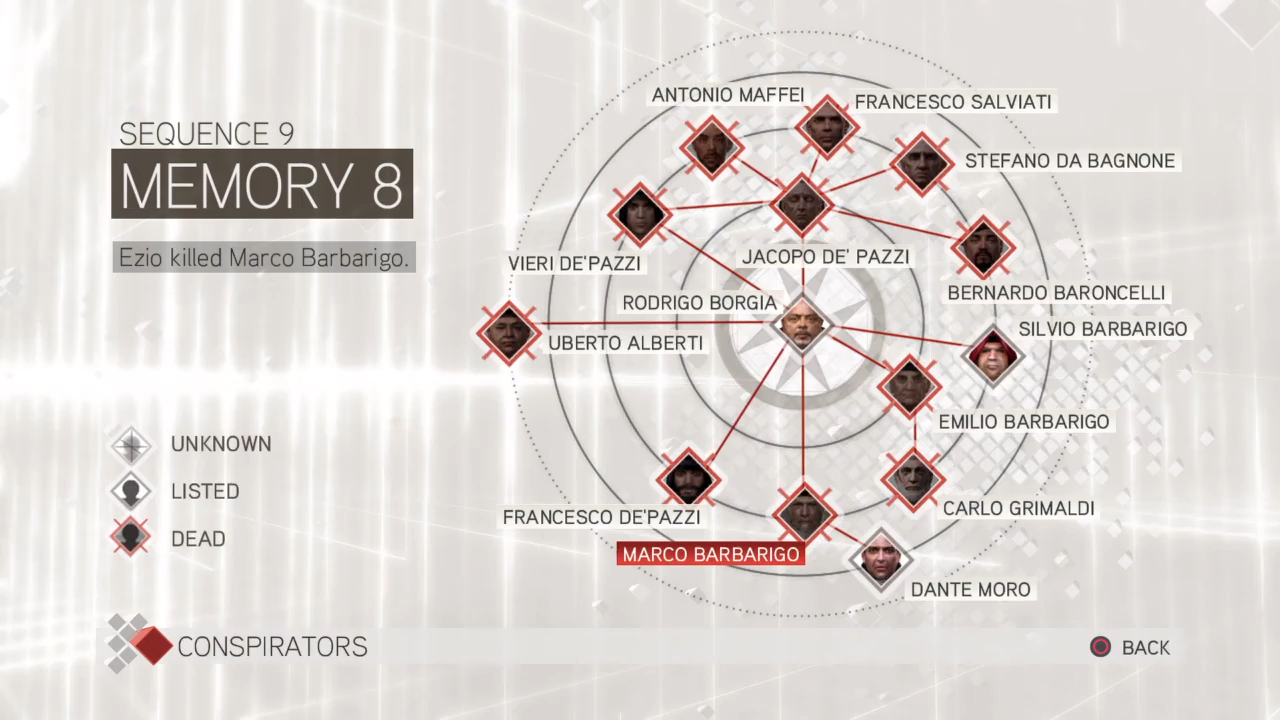 SEQUENCE 9
MEMORY 8
Ezio killed Marco Barbarigo.
UNKNOWN
LISTED
DEAD
ANTONIO MAFFEI
FRANCESCO SALVIATI
STEFANO DA BAGNONE
VIERI DE'PAZZI
JACOPO DE' PAZZI
BERNARDO BARONCELLI
RODRIGO BORGIA
SILVIO BARBARIGO
UBERTO ALBERTI
EMILIO BARBARIGO
CARLO GRIMALDI
FRANCESCO DE'PAZZI
MARCO BARBARIGO
DANTE MORO
CONSPIRATORS
BACK